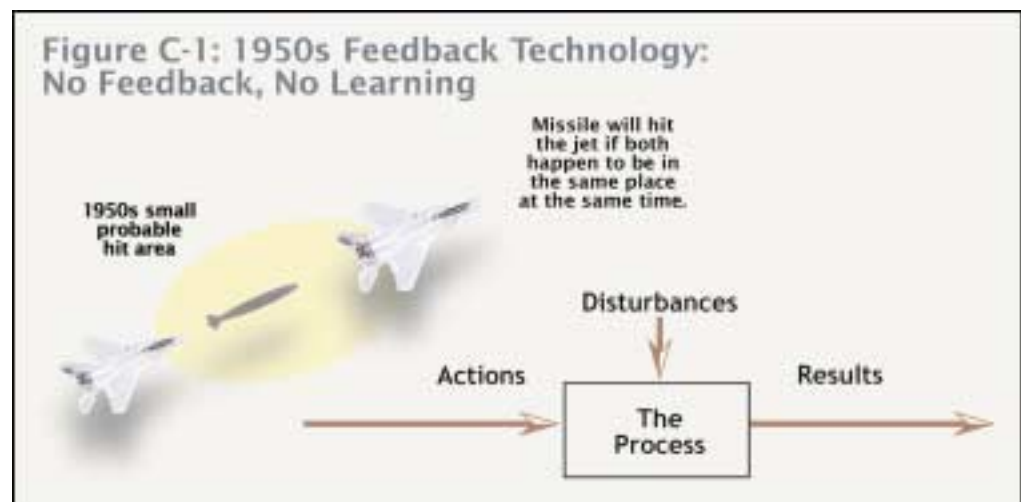 Figure C-1: 1950s Feedback Technology:
No Feedback, No Learning
Missile will hit
the jet if both
happen to be in
the same place
at the same time.
1950s small
probable
hit area
Disturbances
Actions
Results
The
Process